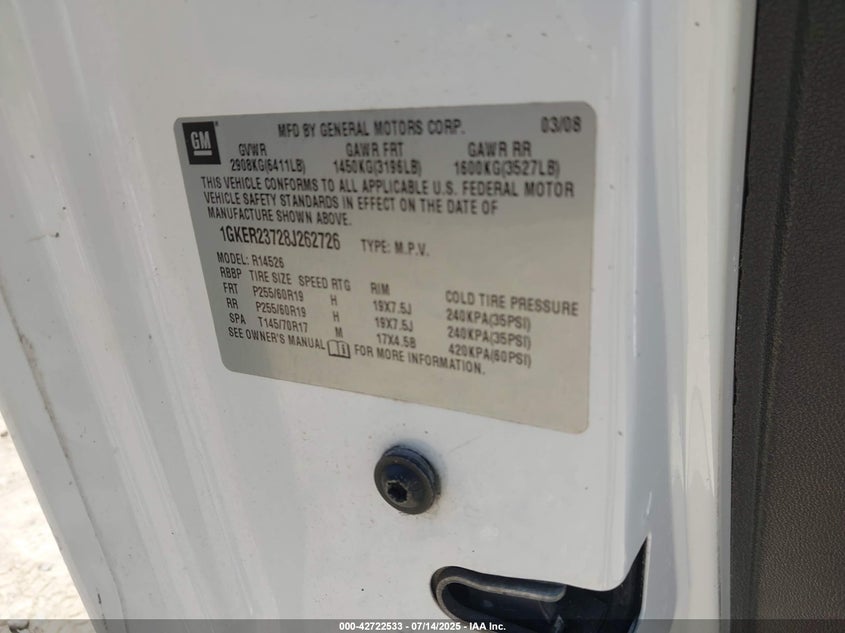 GM
MFD BY GENERAL MOTORS CORP. 03/08
GVWR GAWR FRT GAWR RR
2908KG(6411LB) 1450KG(3196LB) 1600KG(3527LB)
THIS VEHICLE CONFORMS TO ALL APPLICABLE U.S. FEDERAL MOTOR
VEHICLE SAFETY STANDARDS IN EFFECT ON THE DATE OF
MANUFACTURE SHOWN ABOVE.
1GKER23728J262726 TYPE: M.P.V.
MODEL: R14526
RBBP TIRE SIZE SPEED RTG RIM COLD TIRE PRESSURE
FRT P255/60R19 H 19X7.5J 240KPA(35PSI)
RR P255/60R19 H 19X7.5J 240KPA(35PSI)
SPA T145/70R17 M 17X4.5B 420KPA(60PSI)
SEE OWNER'S MANUAL FOR MORE INFORMATION.
000-42722533 - 07/14/2025 - IAA Inc.